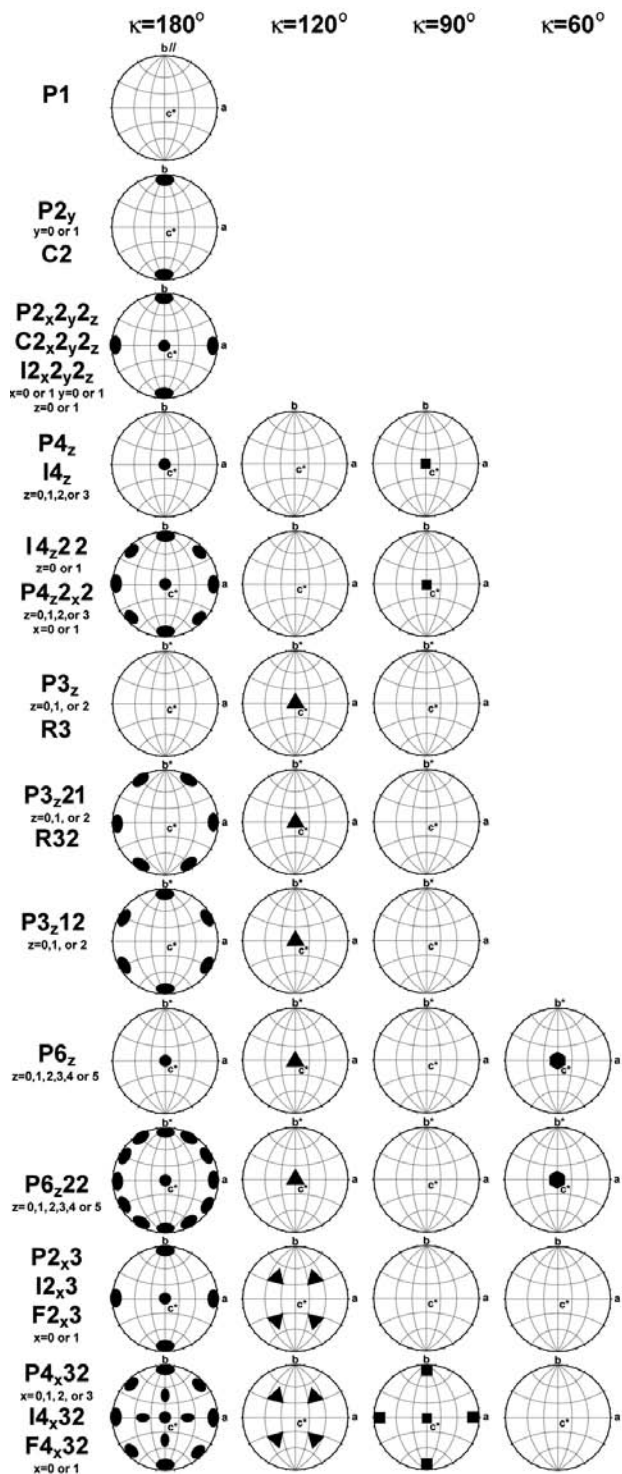 κ=180° κ=120° κ=90° κ=60°
b//
P1
a
c*
b
P2y
y=0 or 1
C2
a
c*
b
P2x2y2z
C2x2y2z
I2x2y2z
x=0 or 1 y=0 or 1
z=0 or 1
a
c*
b b b
P4z
I4z
z=0,1,2,or 3
a a a
c* c* c*
b b b
I4z22
z=0 or 1
P4z2x2
z=0,1,2,or 3
x=0 or 1
a a a
c* c* c*
b* b* b*
P3z
z=0,1, or 2
R3
a a a
c* c* c*
b* b* b*
P3z21
z=0,1, or 2
R32
a a a
c* c* c*
b* b* b*
P3z12
z=0,1, or 2
a a a
c* c* c*
b* b* b* b*
P6z
z=0,1,2,3,4 or 5
a a a a
c* c* c* c*
b* b* b* b*
P6z22
z=0,1,2,3,4 or 5
a a a a
c* c* c* c*
b b b b
P2x3
I2x3
F2x3
x=0 or 1
a a a a
c* c* c* c*
b b b b
P4x32
x=0,1,2, or 3
I4x32
F4x32
x=0 or 1
a a a a
c* c* c* c*